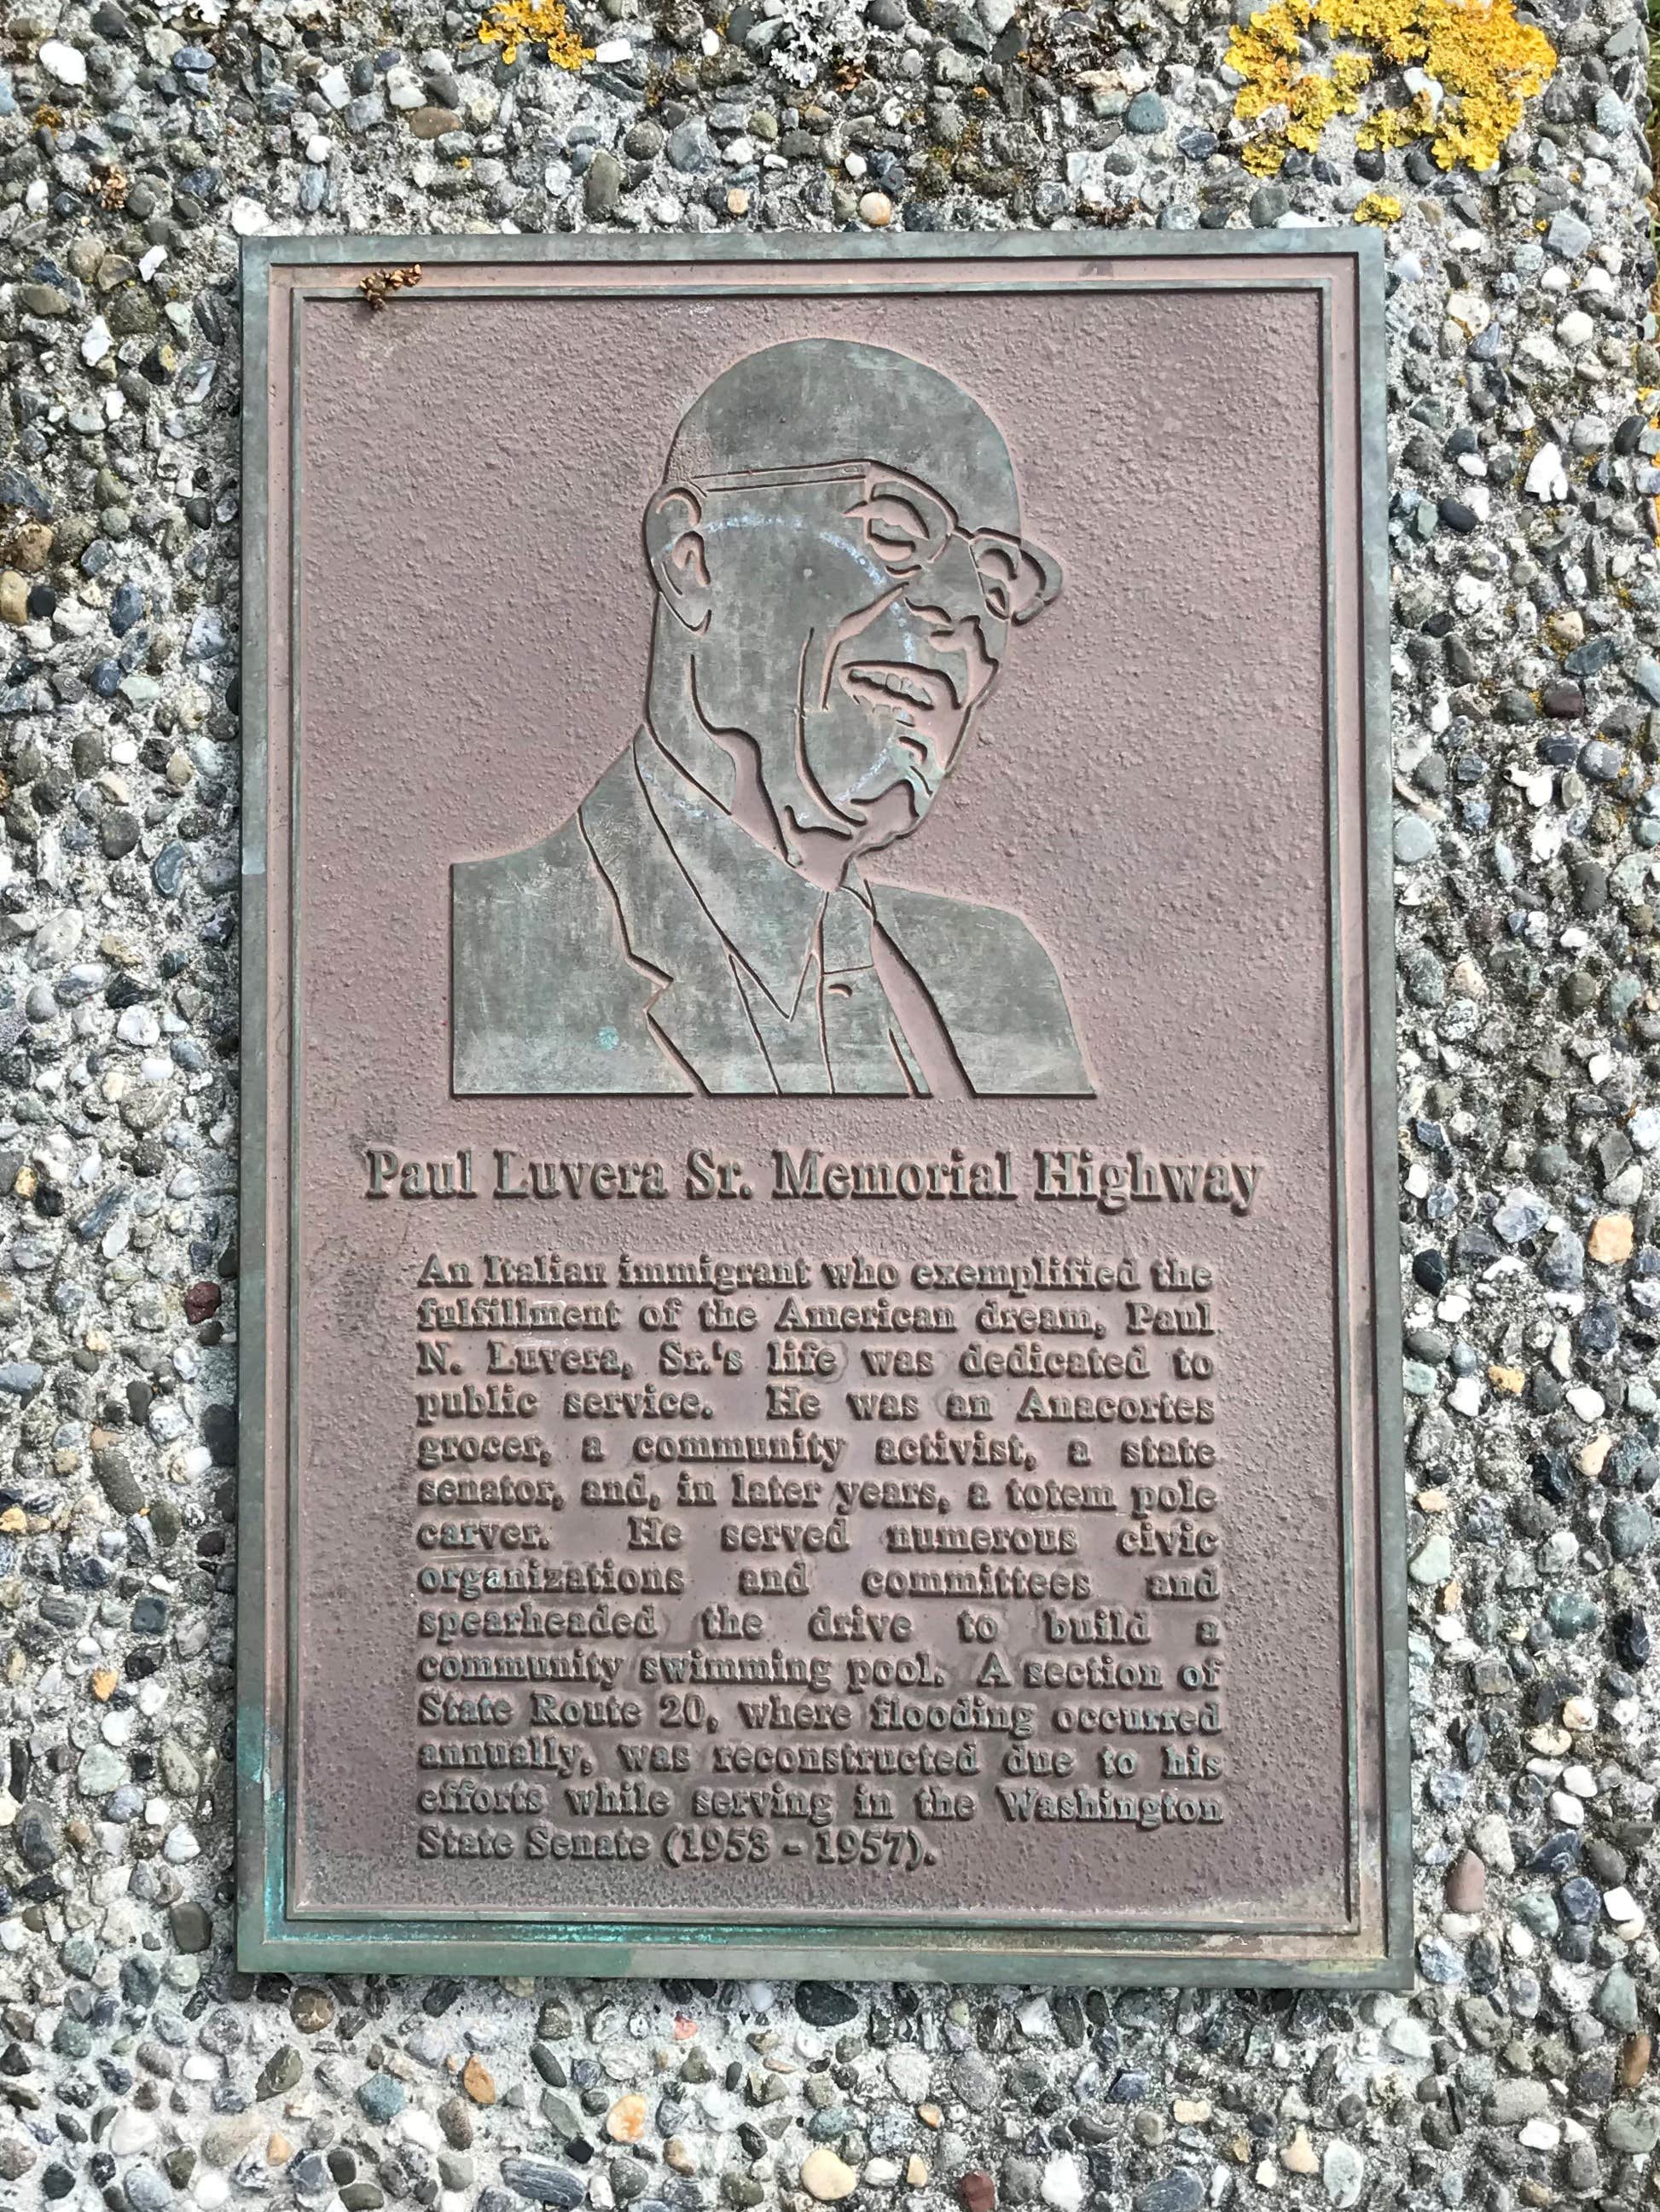 Paul Luvera Sr. Memorial Highway
An Italian immigrant who exemplified the
fulfillment of the American dream, Paul
N. Luvera, Sr.'s life was dedicated to
public service. He was an Anacortes
grocer, a community activist, a state
senator, and, in later years, a totem pole
carver. He served numerous civic
organizations and committees and
spearheaded the drive to build a
community swimming pool. A section of
State Route 20, where flooding occurred
annually, was reconstructed due to his
efforts while serving in the Washington
State Senate (1953 - 1957).